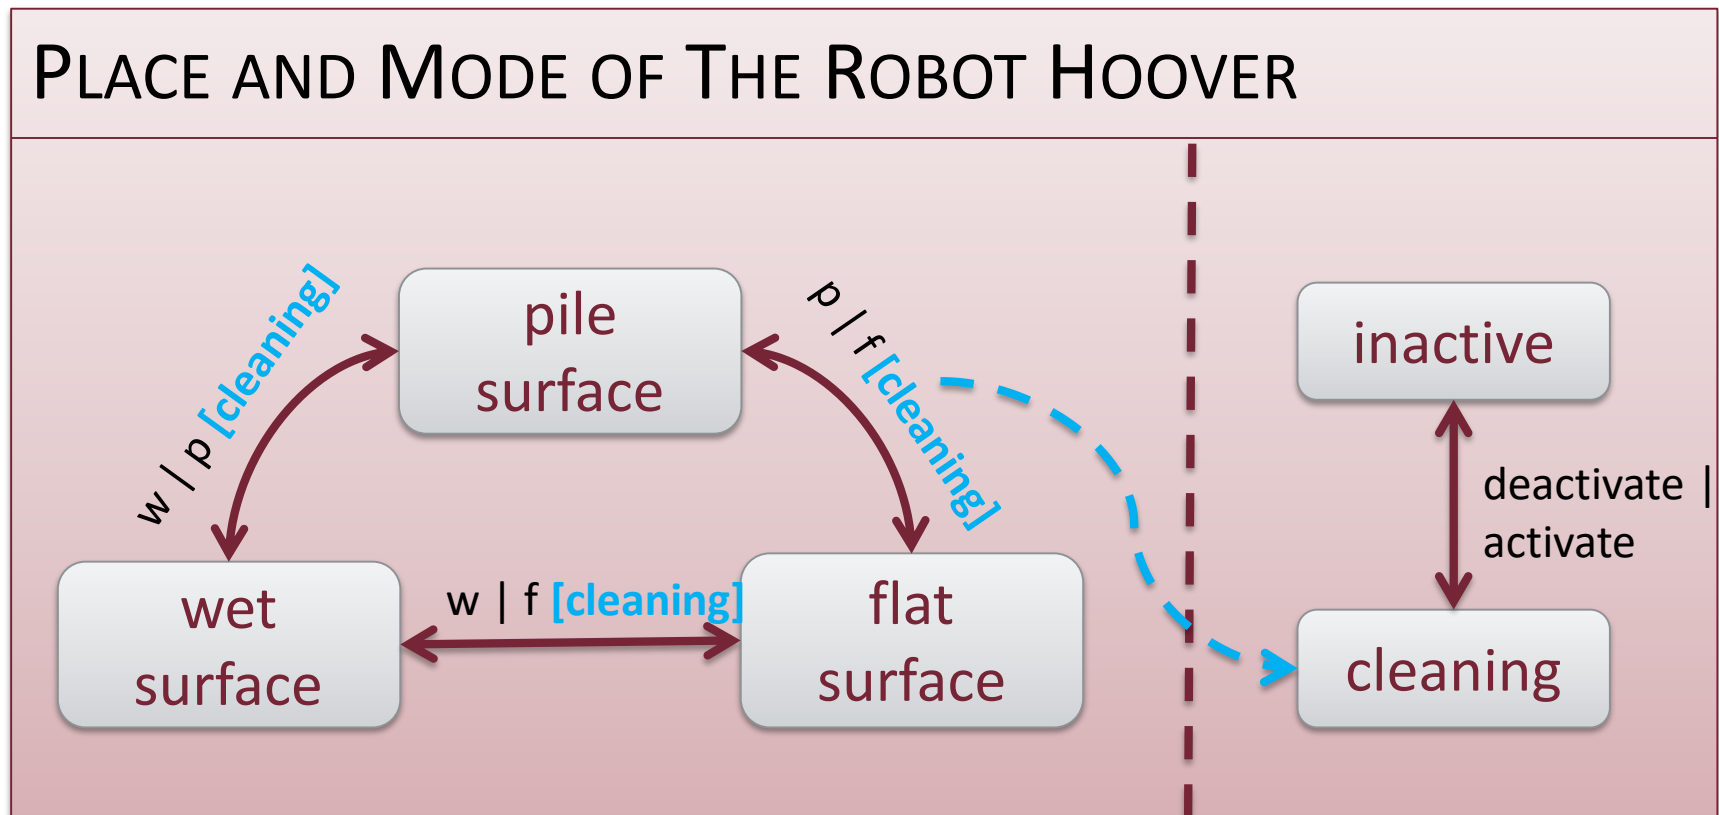 PLACE AND MODE OF THE ROBOT HOOVER
pile
surface
w | p [cleaning]
p | f [cleaning]
wet
surface
w | f [cleaning]
flat
surface
inactive
deactivate |
activate
cleaning